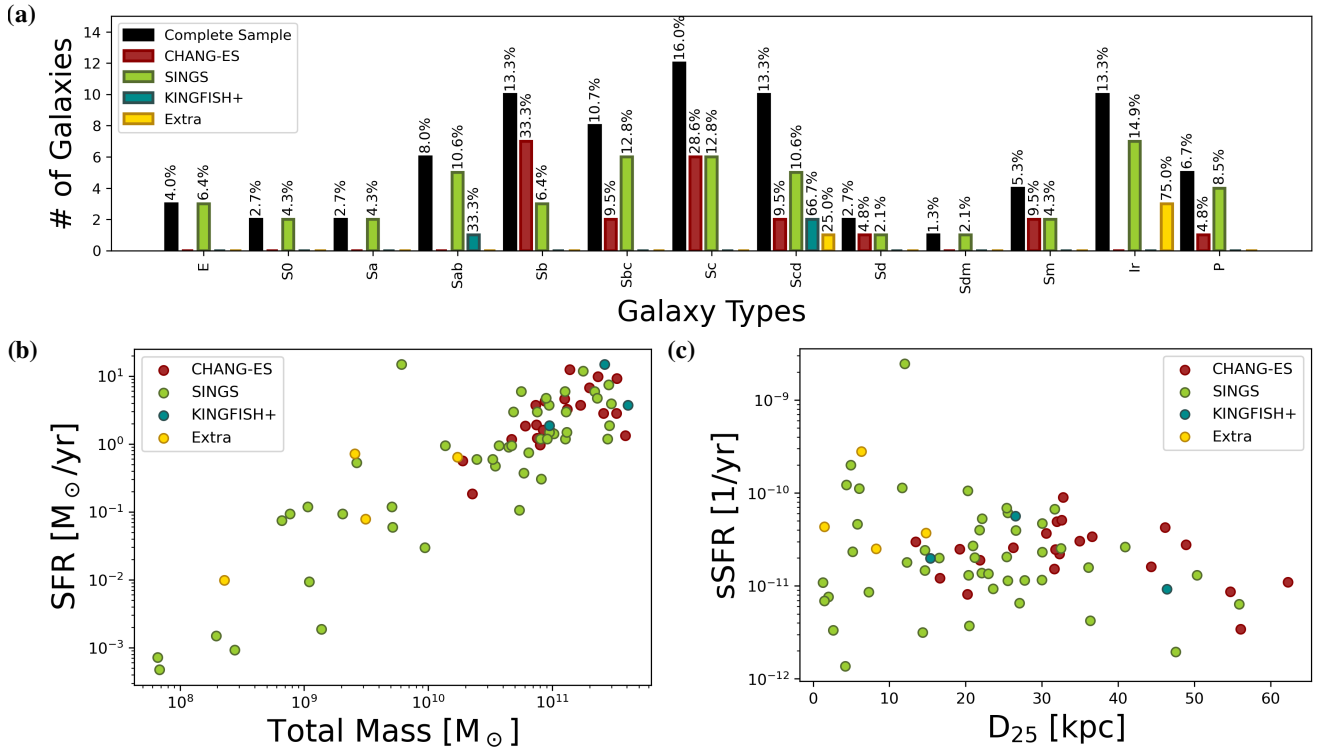 (a)
# of Galaxies
14
12
10
8
6
4
2
0
Complete Sample
CHANG-ES
SINGS
KINGFISH+
Extra
4.0% 6.4%
2.7% 4.3%
2.7% 4.3%
8.0% 10.6% 33.3%
13.3% 33.3% 6.4%
10.7% 9.5% 12.8%
16.0% 28.6% 12.8%
13.3% 9.5% 10.6% 66.7% 25.0%
2.7% 4.8% 2.1%
1.3% 2.1%
5.3% 9.5% 4.3%
13.3% 14.9% 75.0%
6.7% 4.8% 8.5%
E S0 Sa Sab Sb Sbc Sc Scd Sd Sdm Sm Ir P
Galaxy Types
(b)
SFR [M⊙/yr]
10¹
10⁰
10⁻¹
10⁻²
10⁻³
CHANG-ES
SINGS
KINGFISH+
Extra
10⁸ 10⁹ 10¹⁰ 10¹¹
Total Mass [M⊙]
(c)
sSFR [1/yr]
10⁻⁹
10⁻¹⁰
10⁻¹¹
10⁻¹²
CHANG-ES
SINGS
KINGFISH+
Extra
0 10 20 30 40 50 60
D₂₅ [kpc]